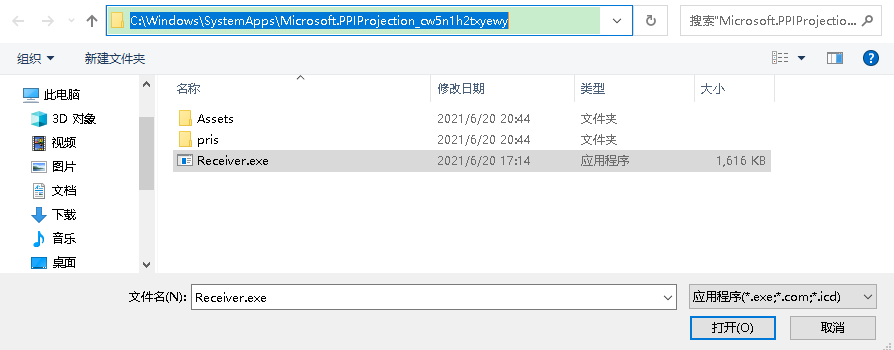 C:\Windows\SystemApps\Microsoft.PPIProjection_cw5n1h2txyewy
搜索"Microsoft.PPIProjection...
组织
新建文件夹
名称
修改日期
类型
大小
此电脑
3D 对象
视频
图片
文档
下载
音乐
桌面
Assets 2021/6/20 20:44 文件夹
pris 2021/6/20 20:44 文件夹
Receiver.exe 2021/6/20 17:14 应用程序 1,616 KB
文件名(N): Receiver.exe
应用程序(*.exe;*.com;*.icd)
打开(O)
取消